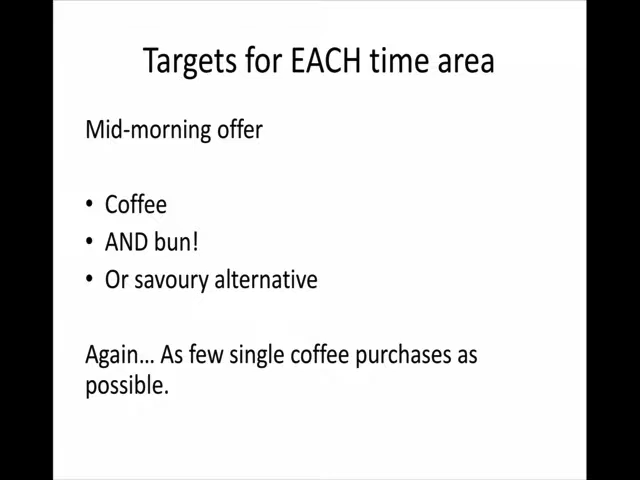 Targets for EACH time area
Mid-morning offer
• Coffee
• AND bun!
• Or savoury alternative
Again… As few single coffee purchases as
possible.